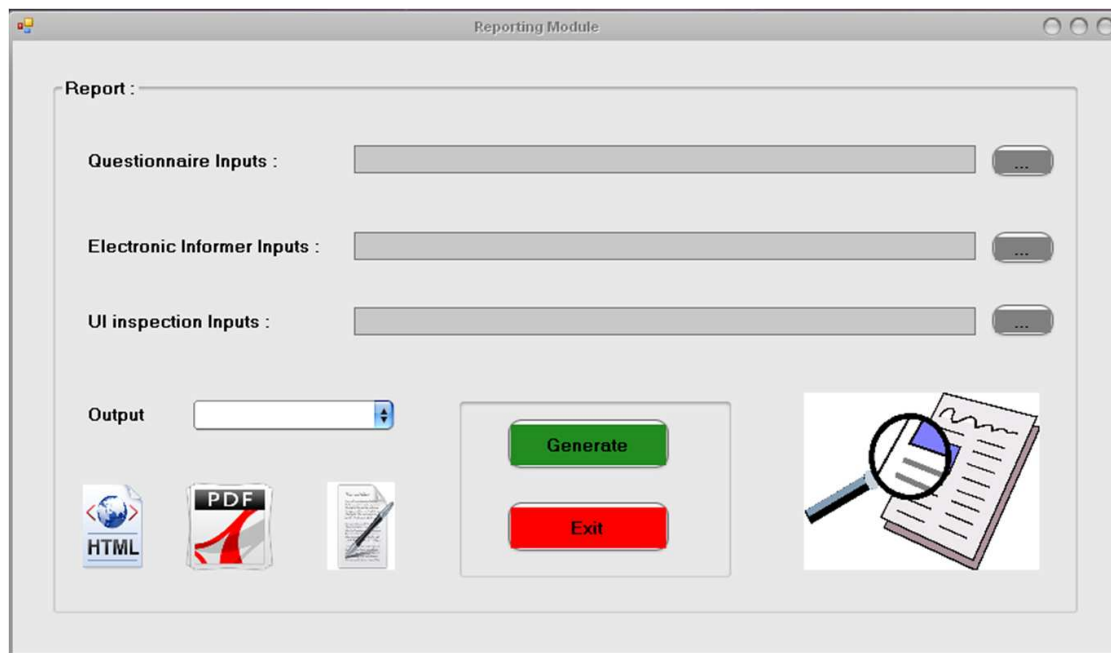 Reporting Module
Report :
Questionnaire Inputs :
...
Electronic Informer Inputs :
...
UI inspection Inputs :
...
Output
Generate
HTML
PDF
Exit